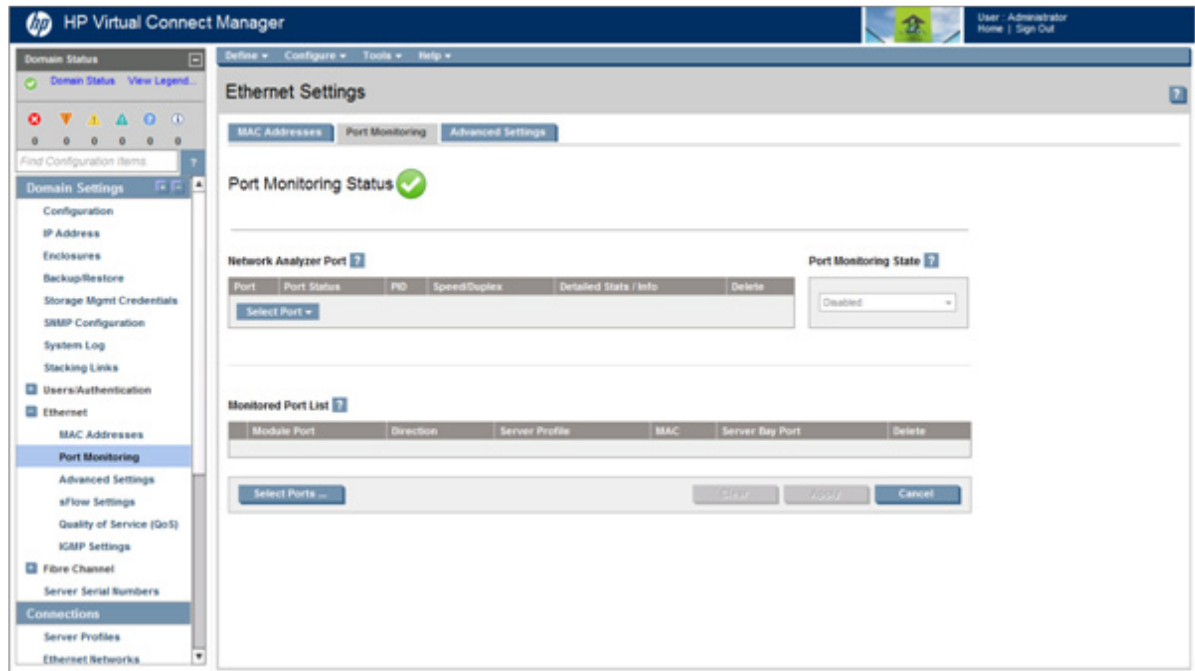 hp HP Virtual Connect Manager
User : Administrator
Home | Sign Out
Domain Status
Domain Status View Legend...
0 0 0 0 0 0
Find Configuration Items.
?
Domain Settings
Configuration
IP Address
Enclosures
Backup/Restore
Storage Mgmt Credentials
SNMP Configuration
System Log
Stacking Links
Users/Authentication
Ethernet
MAC Addresses
Port Monitoring
Advanced Settings
sFlow Settings
Quality of Service (QoS)
IGMP Settings
Fibre Channel
Server Serial Numbers
Connections
Server Profiles
Ethernet Networks
Define Configure Tools Help
Ethernet Settings
?
MAC Addresses Port Monitoring Advanced Settings
Port Monitoring Status
Network Analyzer Port ?
Port Port Status PID Speed/Duplex Detailed Stats / Info Delete
Select Port
Port Monitoring State ?
Disabled
Monitored Port List ?
Module Port Direction Server Profile MAC Server Bay Port Delete
Select Ports ...
Clear Apply Cancel